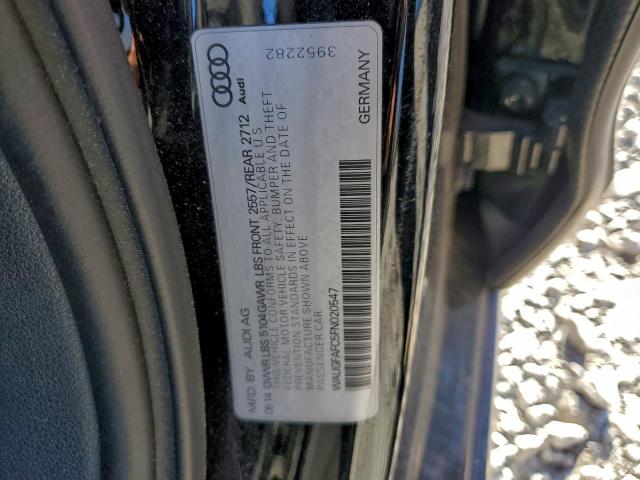 MFD. BY AUDI AG
09 14 GVWR LBS 5104 GAWR LBS FRONT 2557/REAR 2712
THIS VEHICLE CONFORMS TO ALL APPLICABLE U.S
FEDERAL MOTOR VEHICLE SAFETY, BUMPER AND THEFT
PREVENTION STANDARDS IN EFFECT ON THE DATE OF
MANUFACTURE SHOWN ABOVE
PASSENGER CAR
WAUGFAFC5FN020547
Audi
3952282
GERMANY